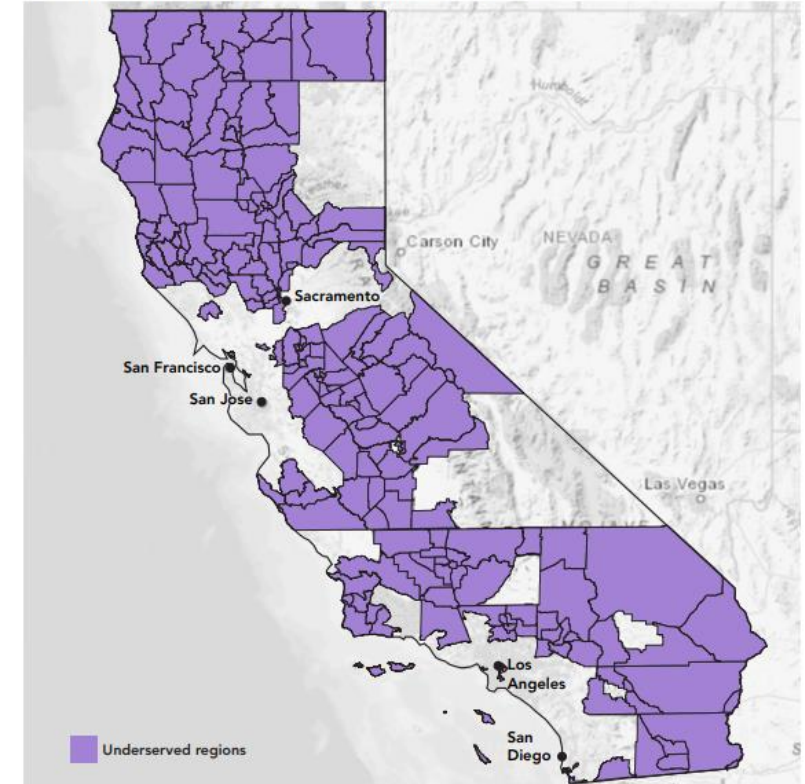 Humboldt
Carson City
NEVADA
GREAT
BASIN
Sacramento
San Francisco
San Jose
Las Vegas
Los
Angeles
San
Diego
Underserved regions